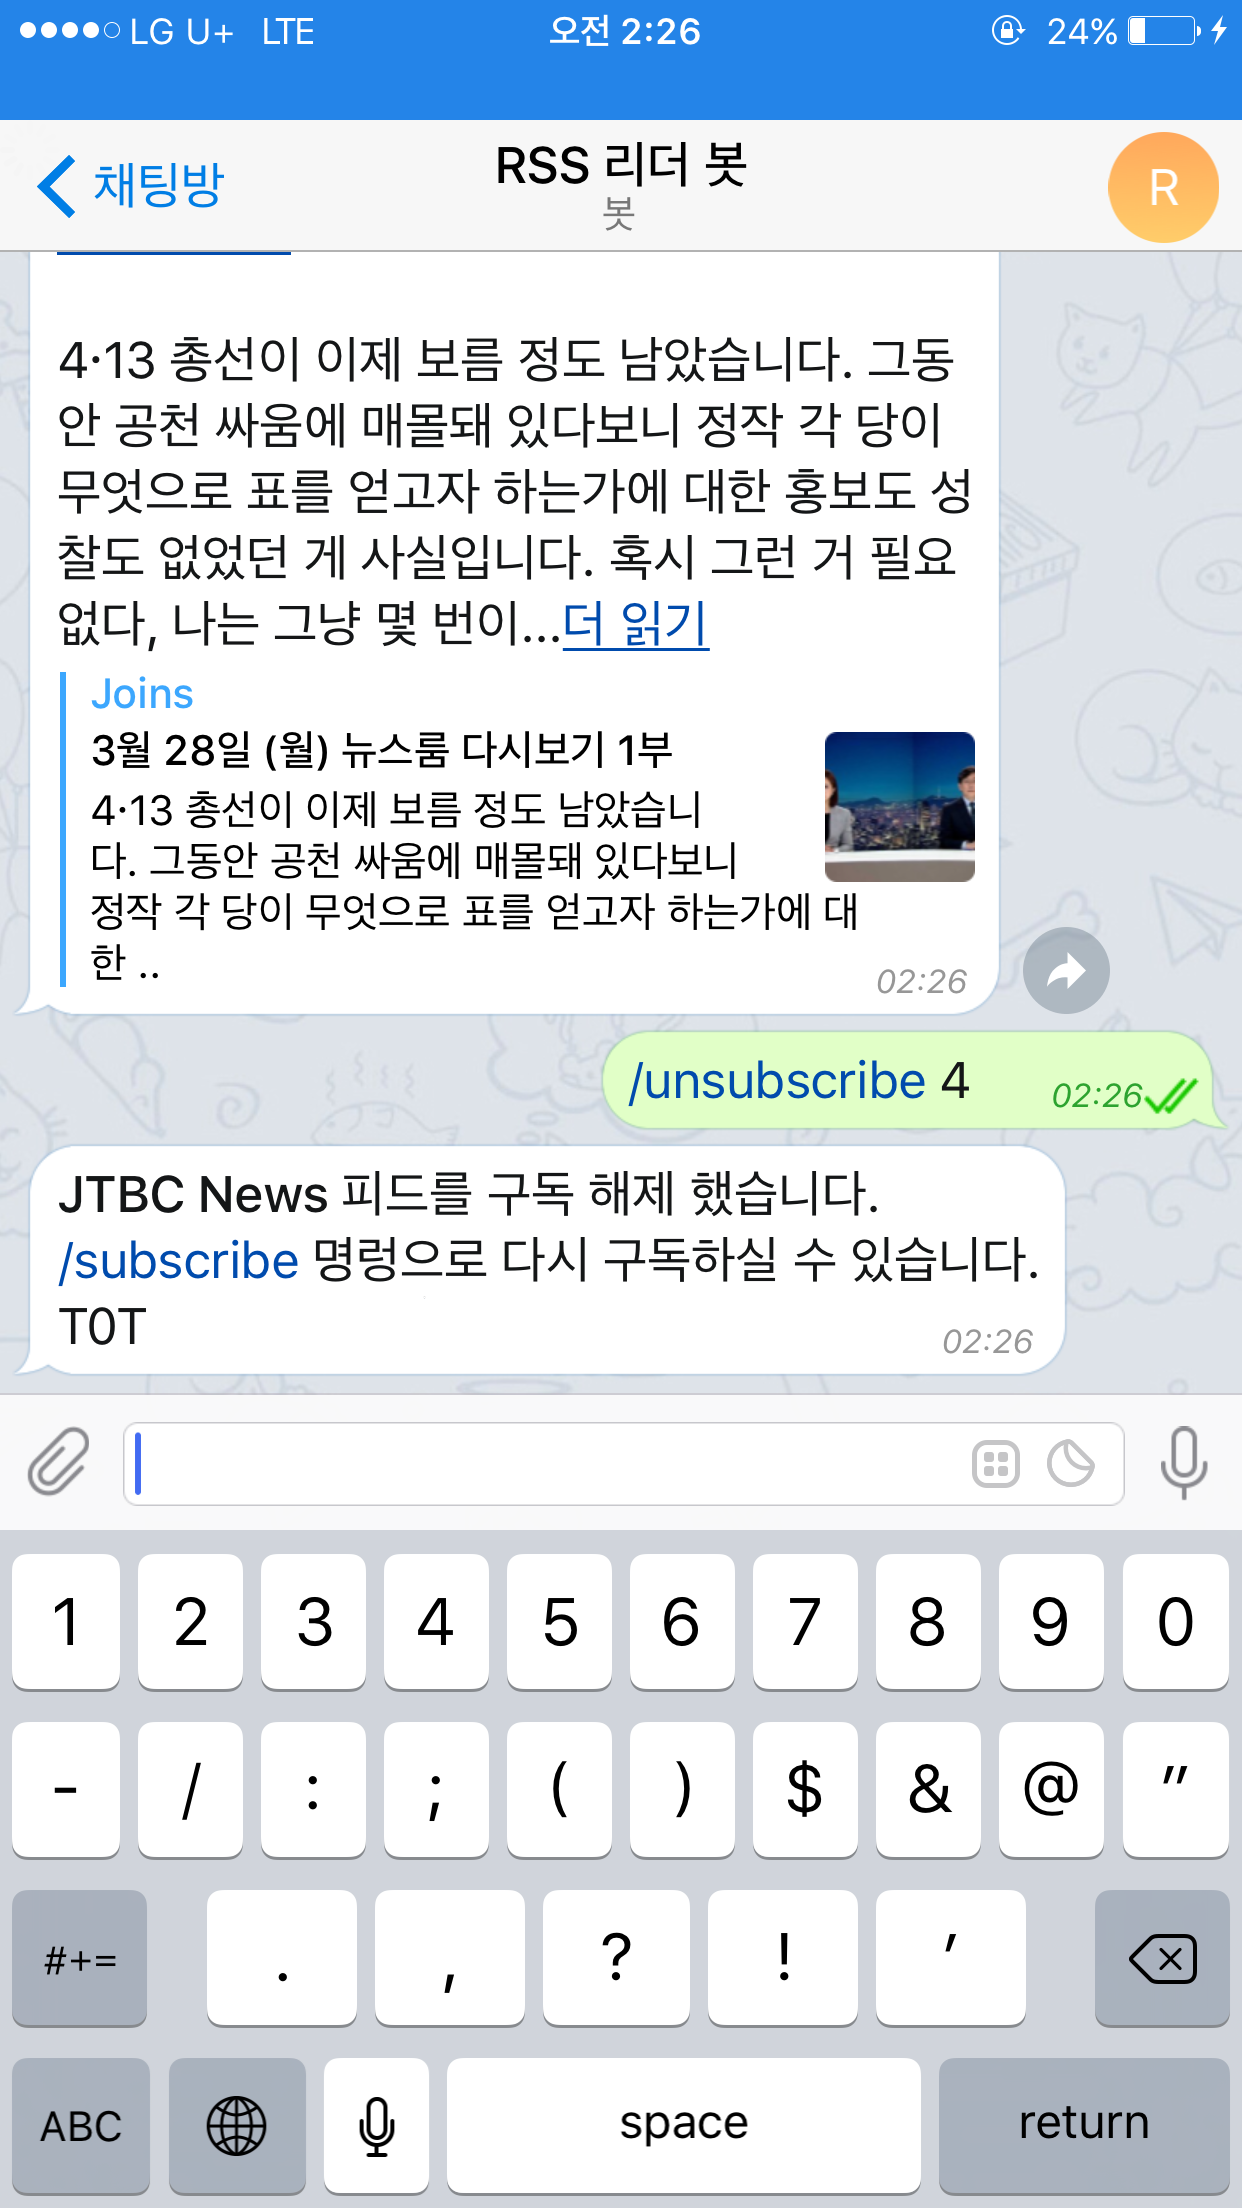 LG U+ LTE 오전 2:26 24%
채팅방 RSS 리더 봇 R
봇
4·13 총선이 이제 보름 정도 남았습니다. 그동
안 공천 싸움에 매몰돼 있다보니 정작 각 당이
무엇으로 표를 얻고자 하는가에 대한 홍보도 성
찰도 없었던 게 사실입니다. 혹시 그런 거 필요
없다, 나는 그냥 몇 번이...더 읽기
Joins
3월 28일 (월) 뉴스룸 다시보기 1부
4·13 총선이 이제 보름 정도 남았습니
다. 그동안 공천 싸움에 매몰돼 있다보니
정작 각 당이 무엇으로 표를 얻고자 하는가에 대
한 ..
02:26
/unsubscribe 4 02:26
JTBC News 피드를 구독 해제 했습니다.
/subscribe 명렁으로 다시 구독하실 수 있습니다.
T0T
02:26
1 2 3 4 5 6 7 8 9 0
- / : ; ( ) $ & @ "
#+= . , ? ! '
ABC space return